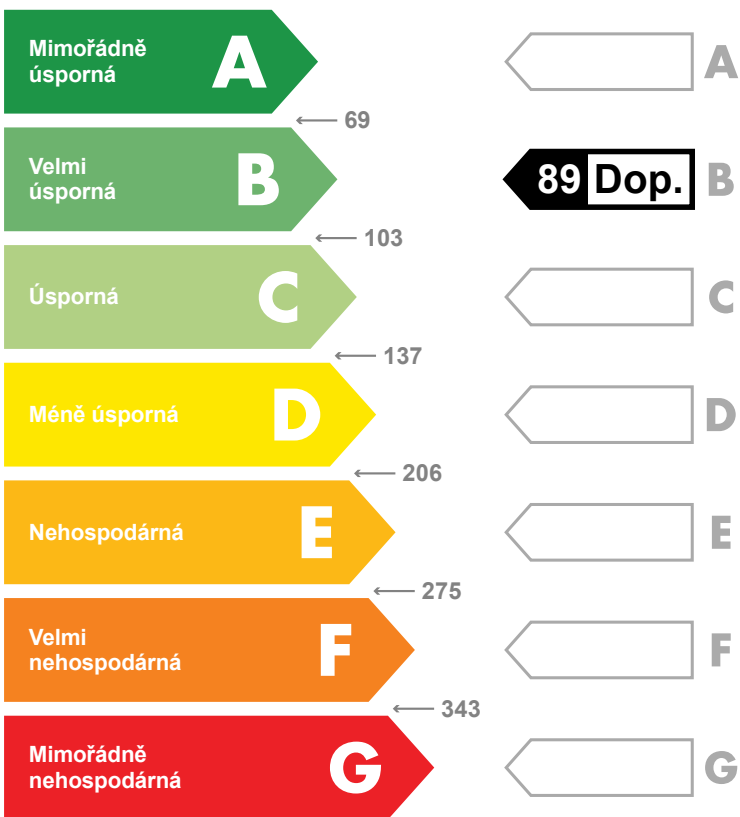 Mimořádně
úsporná
A
A
← 69
Velmi
úsporná
B
89 Dop.
B
← 103
Úsporná
C
C
← 137
Méně úsporná
D
D
← 206
Nehospodárná
E
E
← 275
Velmi
nehospodárná
F
F
← 343
Mimořádně
nehospodárná
G
G